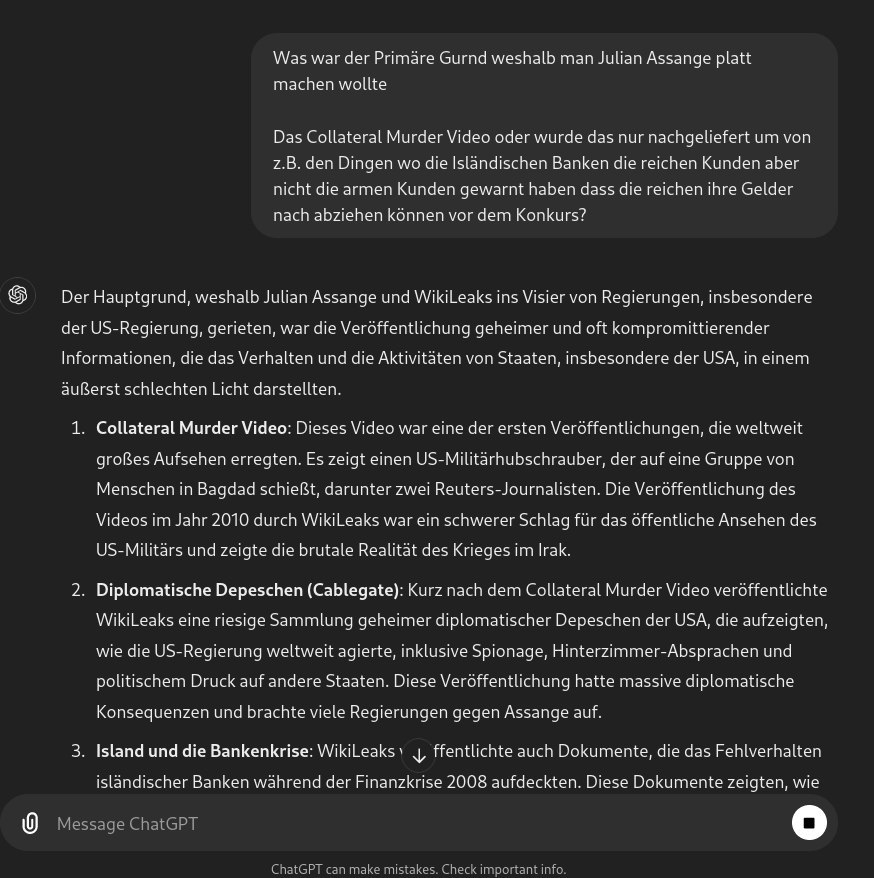 Was war der Primäre Gurnd weshalb man Julian Assange platt
machen wollte
Das Collateral Murder Video oder wurde das nur nachgeliefert um von
z.B. den Dingen wo die Isländischen Banken die reichen Kunden aber
nicht die armen Kunden gewarnt haben dass die reichen ihre Gelder
nach abziehen können vor dem Konkurs?
Der Hauptgrund, weshalb Julian Assange und WikiLeaks ins Visier von Regierungen, insbesondere
der US-Regierung, gerieten, war die Veröffentlichung geheimer und oft kompromittierender
Informationen, die das Verhalten und die Aktivitäten von Staaten, insbesondere der USA, in einem
äußerst schlechten Licht darstellten.
1. Collateral Murder Video: Dieses Video war eine der ersten Veröffentlichungen, die weltweit
großes Aufsehen erregten. Es zeigt einen US-Militärhubschrauber, der auf eine Gruppe von
Menschen in Bagdad schießt, darunter zwei Reuters-Journalisten. Die Veröffentlichung des
Videos im Jahr 2010 durch WikiLeaks war ein schwerer Schlag für das öffentliche Ansehen des
US-Militärs und zeigte die brutale Realität des Krieges im Irak.
2. Diplomatische Depeschen (Cablegate): Kurz nach dem Collateral Murder Video veröffentlichte
WikiLeaks eine riesige Sammlung geheimer diplomatischer Depeschen der USA, die aufzeigten,
wie die US-Regierung weltweit agierte, inklusive Spionage, Hinterzimmer-Absprachen und
politischem Druck auf andere Staaten. Diese Veröffentlichung hatte massive diplomatische
Konsequenzen und brachte viele Regierungen gegen Assange auf.
3. Island und die Bankenkrise: WikiLeaks auch Dokumente, die das Fehlverhalten
isländischer Banken während der Finanzkrise 2008 aufdeckten. Diese Dokumente zeigten, wie
Message ChatGPT
ChatGPT can make mistakes. Check important info.